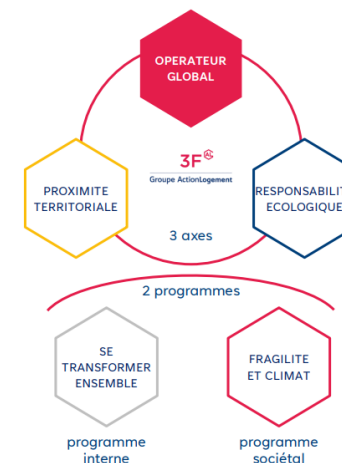 OPERATEUR
GLOBAL
3F
Groupe ActionLogement
PROXIMITE
TERRITORIALE
RESPONSABILIT
ECOLOGIQUE
3 axes
2 programmes
SE
TRANSFORMER
ENSEMBLE
FRAGILITE
ET CLIMAT
programme
interne
programme
sociétal